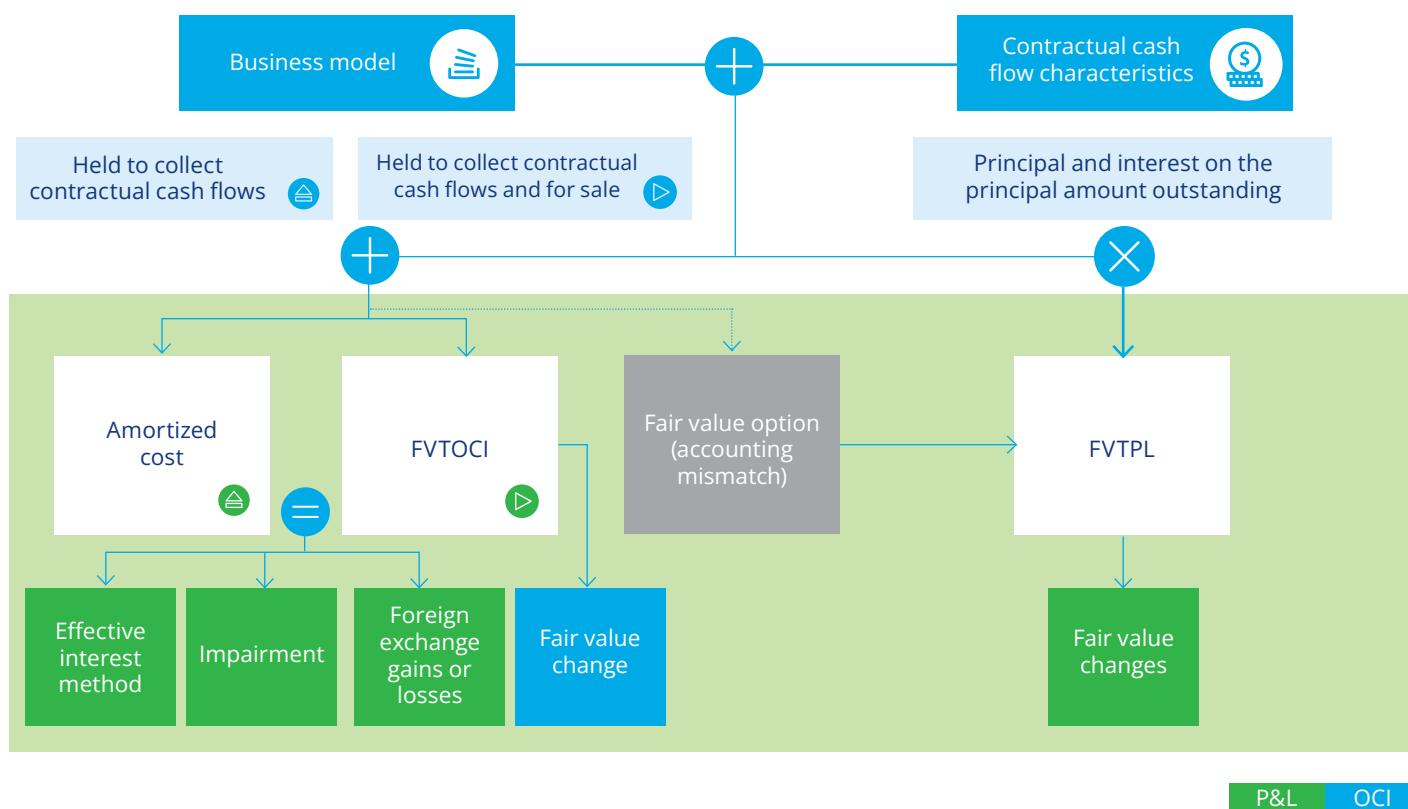 Business model
Contractual cash
flow characteristics
$
Held to collect
contractual cash flows
Held to collect contractual
cash flows and for sale
Principal and interest on the
principal amount outstanding
Amortized
cost
FVTOCI
Fair value option
(accounting
mismatch)
FVTPL
Effective
interest
method
Impairment
Foreign
exchange
gains or
losses
Fair value
change
Fair value
changes
P&L
OCI